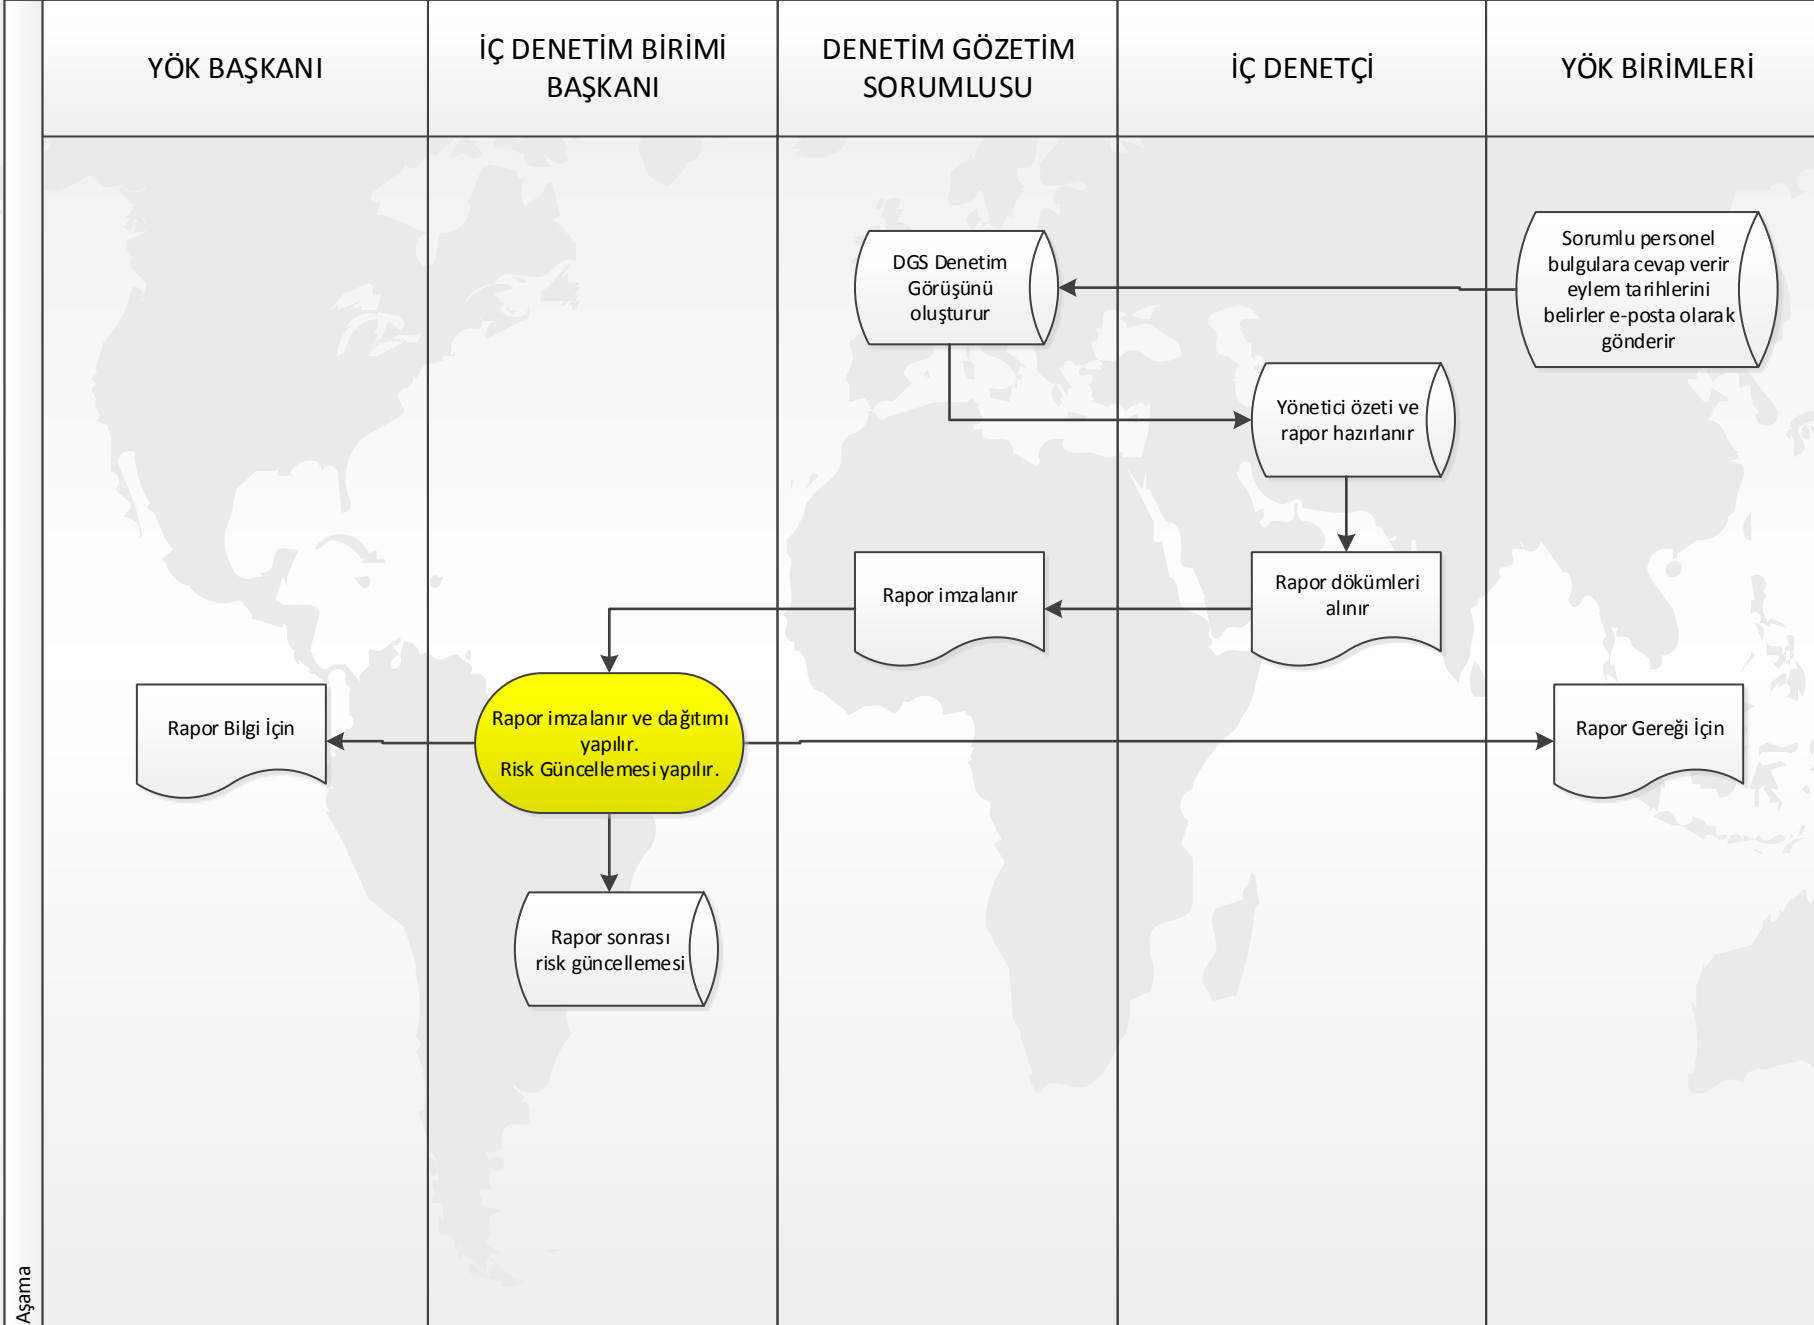 YÖK BAŞKANI
İÇ DENETİM BİRİMİ
BAŞKANI
DENETİM GÖZETİM
SORUMLUSU
İÇ DENETÇİ
YÖK BİRİMLERİ
Sorumlu personel
bulgulara cevap verir
eylem tarihlerini
belirler e-posta olarak
gönderir
DGS Denetim
Görüşünü
oluşturur
Yönetici özeti ve
rapor hazırlanır
Rapor dökümleri
alınır
Rapor imzalanır
Rapor imzalanır ve dağıtımı
yapılır.
Risk Güncellemesi yapılır.
Rapor Bilgi İçin
Rapor Gereği İçin
Rapor sonrası
risk güncellemesi
Aşama